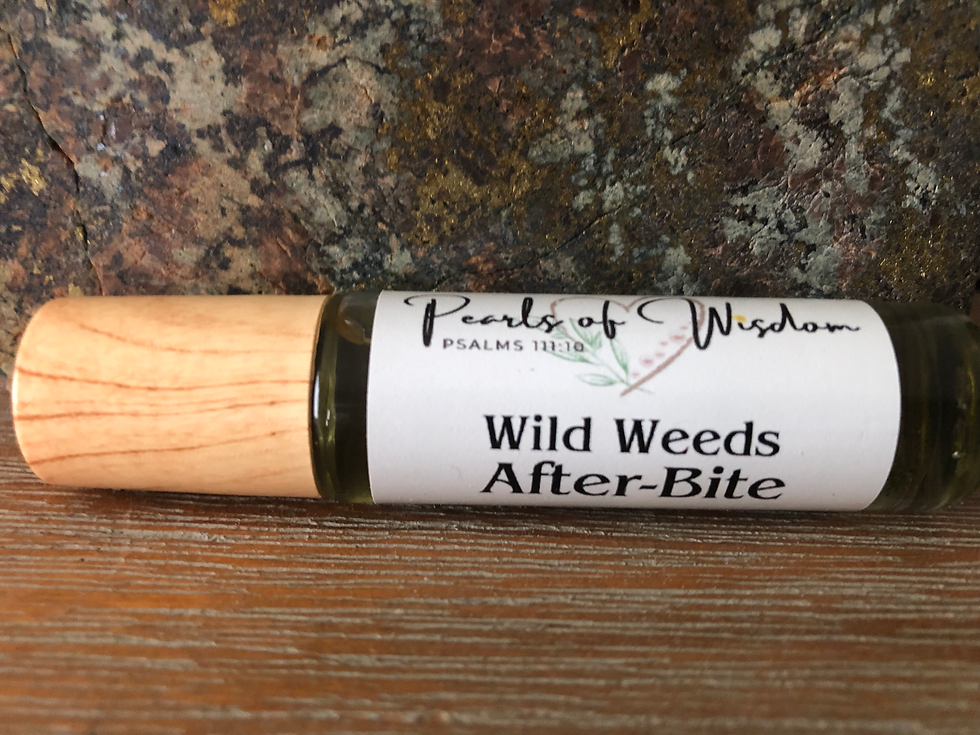 Pearls of Wisdom
PSALMS 111:10
Wild Weeds
After-Bite